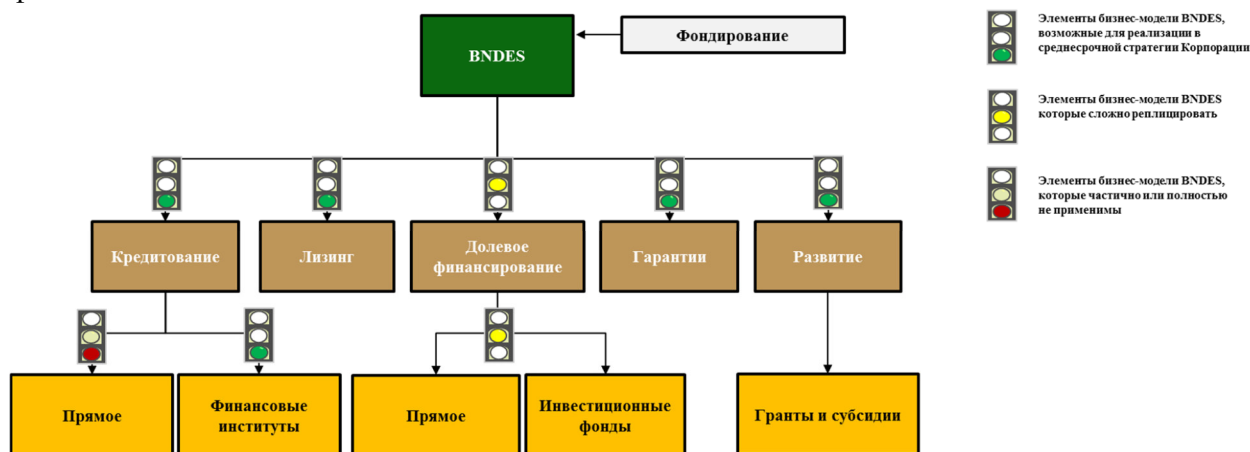 BNDES
Фондирование
Элементы бизнес-модели BNDES,
возможные для реализации в
среднесрочной стратегии Корпорации
Элементы бизнес-модели BNDES
которые сложно реплицировать
Элементы бизнес-модели BNDES,
которые частично или полностью
не применимы
Кредитование
Лизинг
Долевое
финансирование
Гарантии
Развитие
Прямое
Финансовые
институты
Прямое
Инвестиционные
фонды
Гранты и субсидии